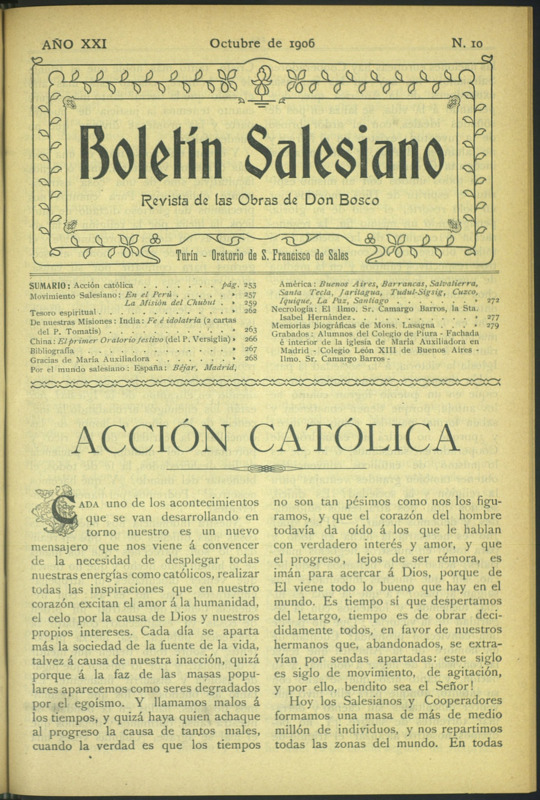 AÑO XXI Octubre de 1906 N. 10
Boletín Salesiano
Revista de las Obras de Don Bosco
Turín - Oratorio de S. Francisco de Sales
SUMARIO: Acción católica . . . . . . . pág. 253
Movimiento Salesiano: En el Perú . . . . . . » 257
La Misión del Chubut . . » 259
Tesoro espiritual . . . . . . . . . . . . . 262
De nuestras Misiones: India: Fe é idolatría (2 cartas
del P. Tomatis) . . . . . . . . . . . . » 263
China: El primer Oratorio festivo (del P. Versiglia) » 266
Bibliografía . . . . . . . . . . . . . . » 267
Gracias de María Auxiliadora . . . . . . . . » 268
Por el mundo salesiano: España: Béjar, Madrid,
América: Buenos Aires, Barrancas, Salvatierra,
Santa Tecla, Jarilagua, Tudul-Sigsig, Cuzco,
Iquique, La Paz, Santiago . . . . . . . . » 272
Necrología: El Ilmo. Sr. Camargo Barros, la Sta.
Isabel Hernández . . . . . . . . . . . . » 277
Memorias Biográficas de Mons. Lasagna . . . . » 279
Grabados: Alumnos del Colegio de Piura - Fachada
é interior de la iglesia de María Auxiliadora en
Madrid - Colegio León XIII de Buenos Aires -
Ilmo. Sr. Camargo Barros -
ACCIÓN CATÓLICA
CADA uno de los acontecimientos
que se van desarrollando en
torno nuestro es un nuevo
mensajero que nos viene á convencer
de la necesidad de desplegar todas
nuestras energías como católicos, realizar
todas las inspiraciones que en nuestro
corazón excitan el amor á la humanidad,
el celo por la causa de Dios y nuestros
propios intereses. Cada día se aparta
más la sociedad de la fuente de la vida,
talvez á causa de nuestra inacción, quizá
porque á la faz de las masas popu-
lares aparecemos como seres degradados
por el egoismo. Y llamamos malos á
los tiempos, y quizá haya quien achaque
al progreso la causa de tantos males,
cuando la verdad es que los tiempos
no son tan pésimos como nos los figu-
ramos, y que el corazón del hombre
todavía da oído á los que le hablan
con verdadero interés y amor, y que
el progreso, lejos de ser rémora, es
imán para acercar á Dios, porque de
El viene todo lo bueno que hay en el
mundo. Es tiempo sí que despertamos
del letargo, tiempo es de obrar deci-
didamente todos, en favor de nuestros
hermanos que, abandonados, se extra-
vían por sendas apartadas: este siglo
es siglo de movimiento, de agitación,
y por ello, bendito sea el Señor!
Hoy los Salesianos y Cooperadores
formamos una masa de más de medio
millón de individuos, y nos repartimos
todas las zonas del mundo. En todas